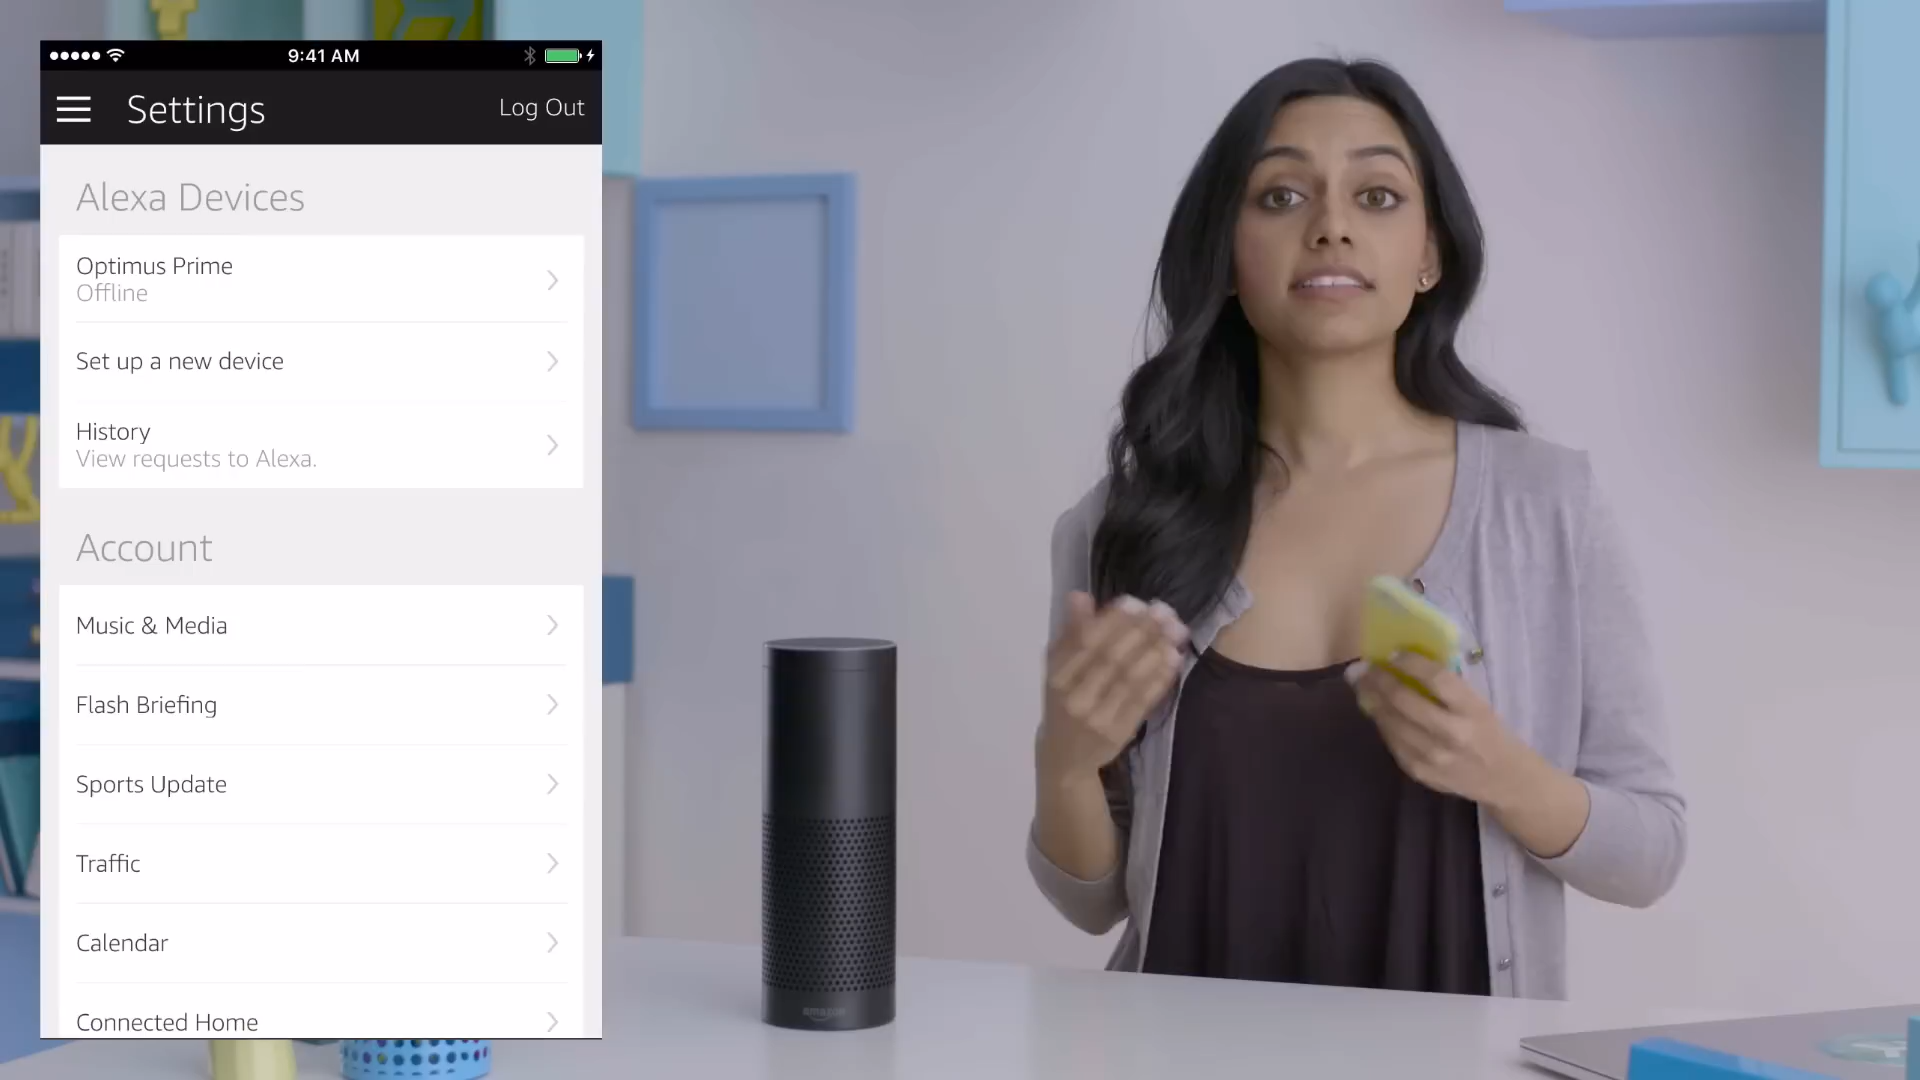 9:41 AM
Settings
Log Out
Alexa Devices
Optimus Prime
Offline
Set up a new device
History
View requests to Alexa.
Account
Music & Media
Flash Briefing
Sports Update
Traffic
Calendar
Connected Home
amazon